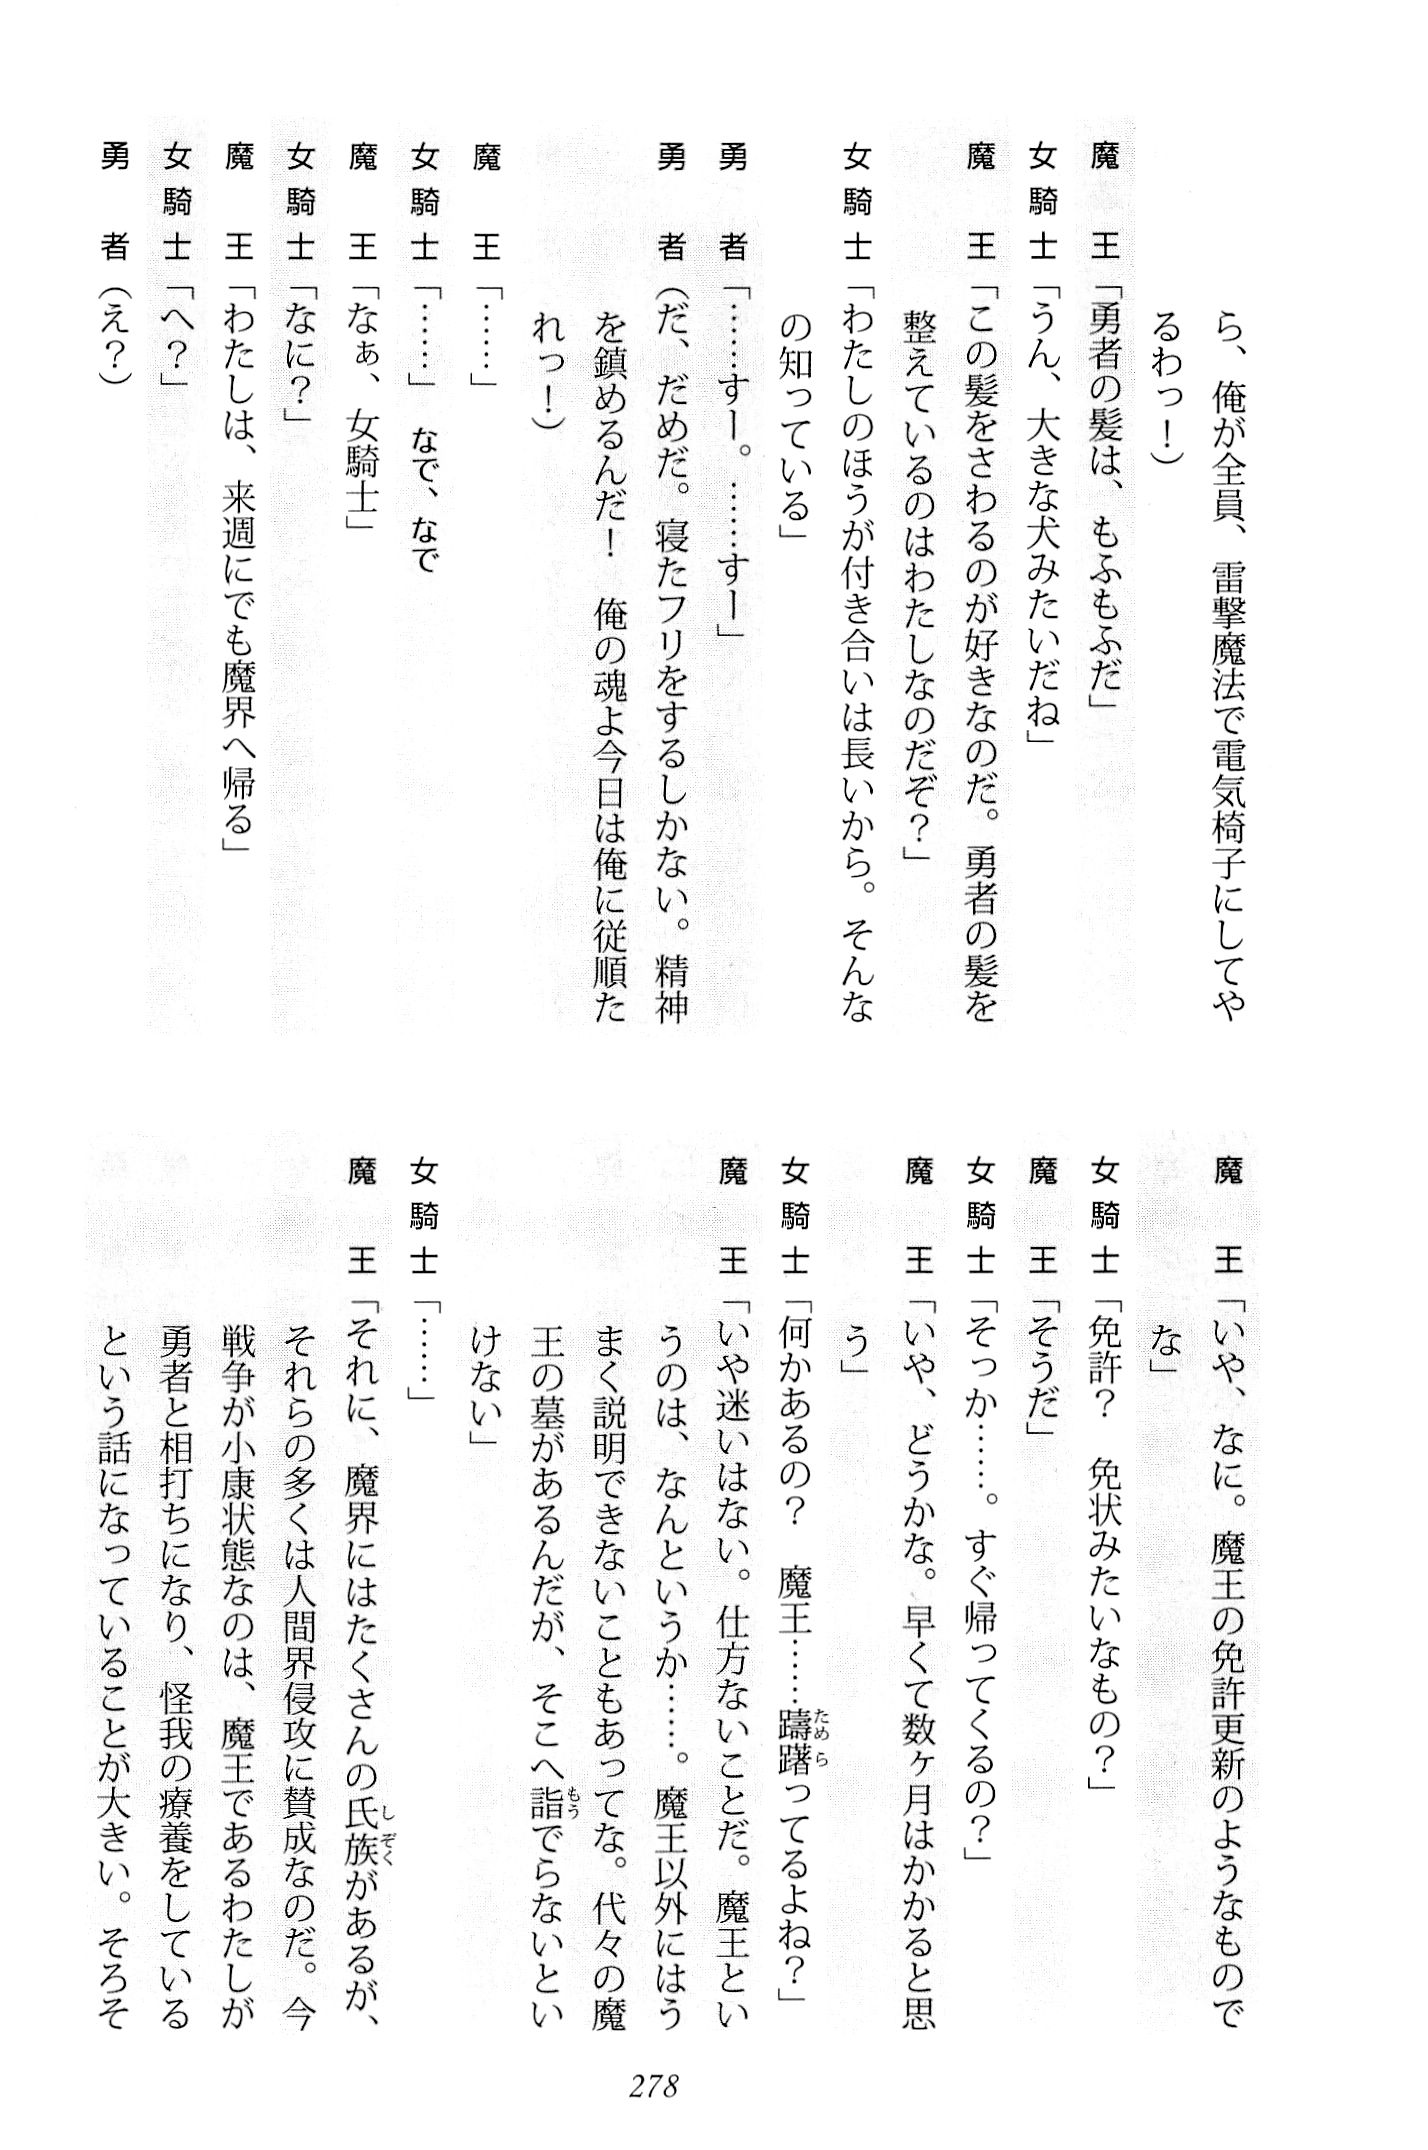 ら、俺が全員、雷撃魔法で電気椅子にしてや
るわっ！）
魔　王「勇者の髪は、もふもふだ」
女騎士「うん、大きな犬みたいだね」
魔　王「この髪をさわるのが好きなのだ。勇者の髪を
整えているのはわたしなのだぞ？」
女騎士「わたしのほうが付き合いは長いから。そんな
の知っている」
勇　者「……すー。……すー」
勇　者（だ、だめだ。寝たフリをするしかない。精神
を鎮めるんだ！　俺の魂よ今日は俺に従順た
れっ！）
魔　王「……」
女騎士「……」なで、なで
魔　王「なぁ、女騎士」
女騎士「なに？」
魔　王「わたしは、来週にでも魔界へ帰る」
女騎士「へ？」
勇　者（え？）
魔　王「いや、なに。魔王の免許更新のようなもので
な」
女騎士「免許？　免状みたいなもの？」
魔　王「そうだ」
女騎士「そっか……。すぐ帰ってくるの？」
魔　王「いや、どうかな。早くて数ヶ月はかかると思
う」
女騎士「何かあるの？　魔王……躊躇ってるよね？」
魔　王「いや迷いはない。仕方ないことだ。魔王とい
うのは、なんというか……。魔王以外にはう
まく説明できないこともあってな。代々の魔
王の墓があるんだが、そこへ詣でらないとい
けない」
女騎士「……」
魔　王「それに、魔界にはたくさんの氏族があるが、
それらの多くは人間界侵攻に賛成なのだ。今
戦争が小康状態なのは、魔王であるわたしが
勇者と相打ちになり、怪我の療養をしている
という話になっていることが大きい。そろそ
278